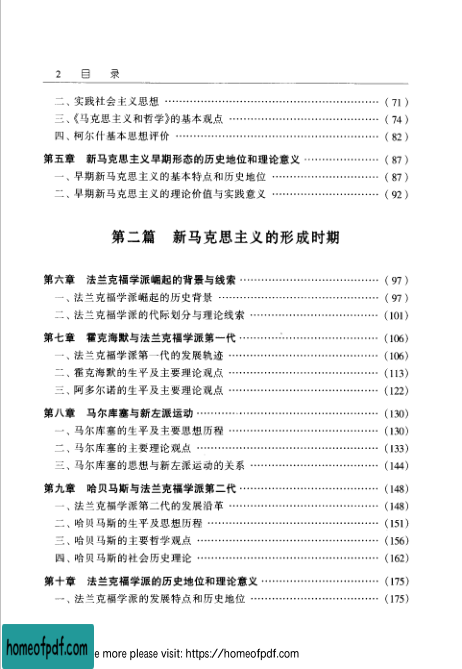 2 目 录
二、实践社会主义思想 ……………………………………………… (71)
三、《马克思主义和哲学》的基本观点 ……………………………… (74)
四、柯尔什基本思想评价 …………………………………………… (82)
第五章 新马克思主义早期形态的历史地位和理论意义 ……………… (87)
一、早期新马克思主义的基本特点和历史地位 ……………………… (87)
二、早期新马克思主义的理论价值与实践意义 ……………………… (92)
第二篇 新马克思主义的形成时期
第六章 法兰克福学派崛起的背景与线索 …………………………… (97)
一、法兰克福学派崛起的历史背景 ………………………………… (97)
二、法兰克福学派的代际划分与理论线索 ………………………… (101)
第七章 霍克海默与法兰克福学派第一代 …………………………… (106)
一、法兰克福学派第一代的发展轨迹 ……………………………… (106)
二、霍克海默的生平及主要理论观点 ……………………………… (113)
三、阿多尔诺的生平及主要理论观点 ……………………………… (122)
第八章 马尔库塞与新左派运动 ……………………………………… (130)
一、马尔库塞的生平及主要思想历程 ……………………………… (130)
二、马尔库塞的主要理论观点 ……………………………………… (133)
三、马尔库塞的思想与新左派运动的关系 ………………………… (144)
第九章 哈贝马斯与法兰克福学派第二代 …………………………… (148)
一、法兰克福学派第二代的发展沿革 ……………………………… (148)
二、哈贝马斯的生平及思想历程 …………………………………… (151)
三、哈贝马斯的主要哲学观点 ……………………………………… (156)
四、哈贝马斯的社会历史理论 ……………………………………… (162)
第十章 法兰克福学派的历史地位和理论意义 ……………………… (175)
一、法兰克福学派的发展特点和历史地位 ………………………… (175)
homeofpdf.com
e more please visit: https://homeofpdf.com